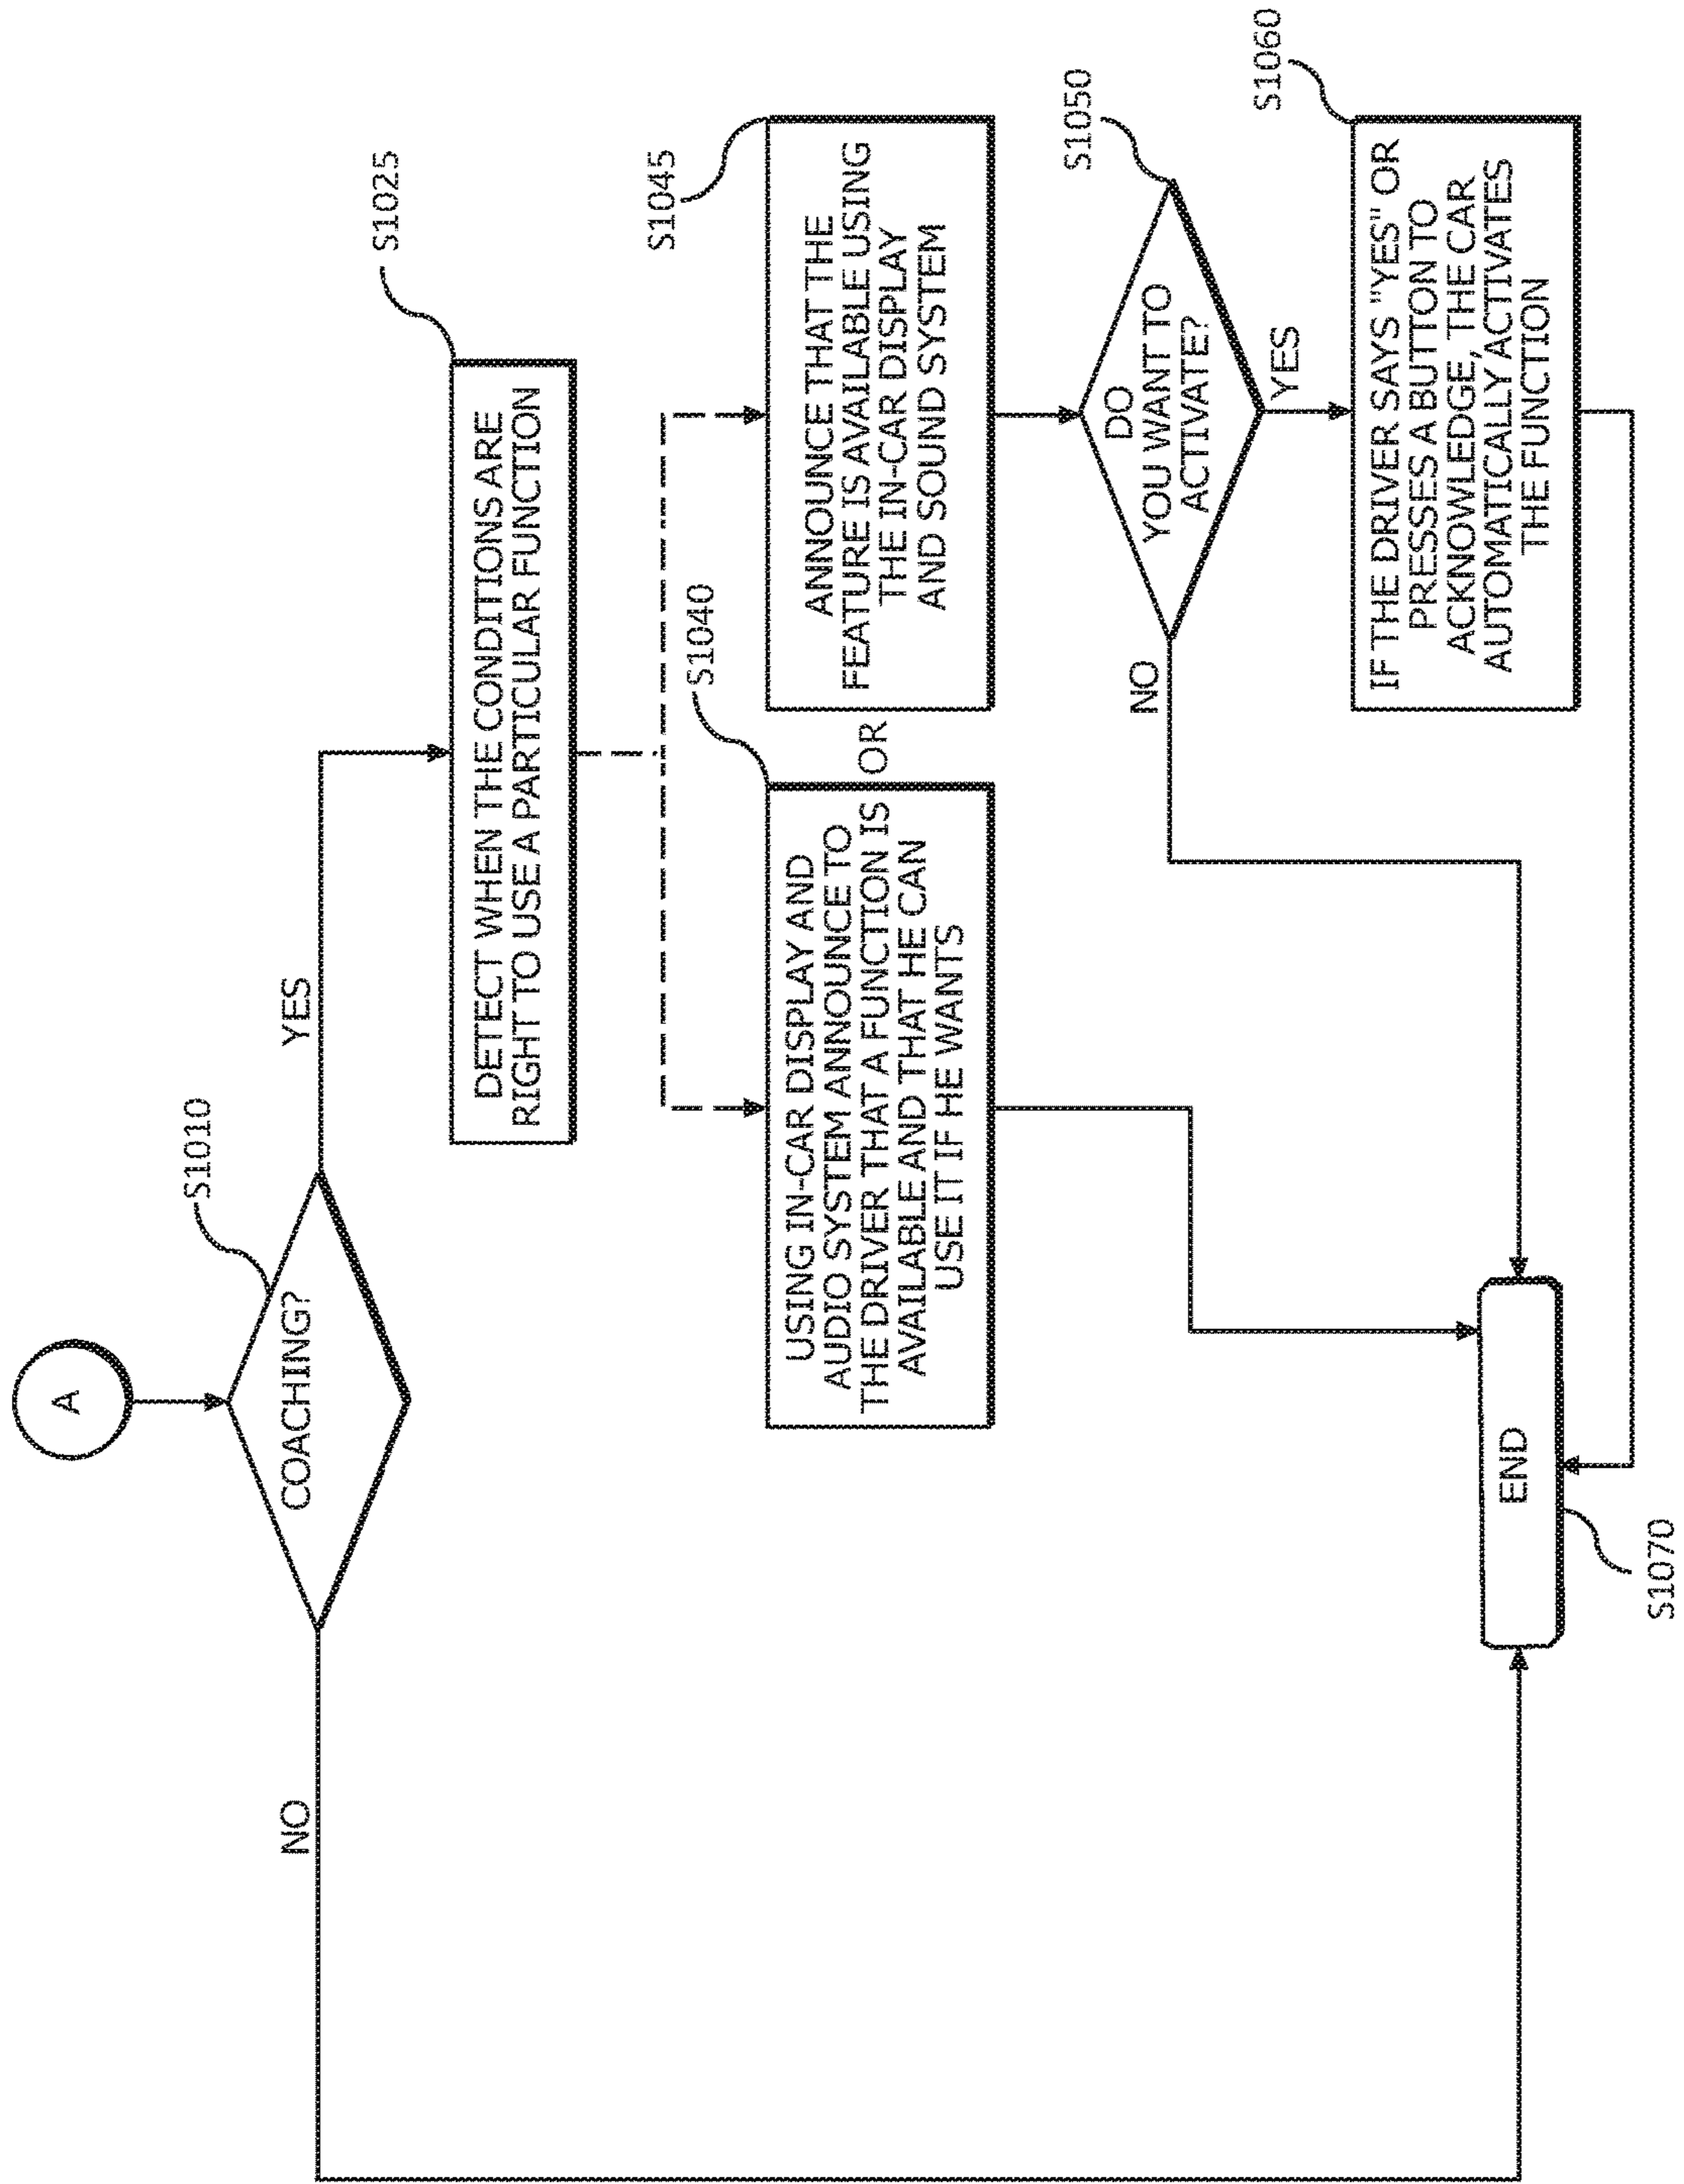 A
S1010
COACHING?
NO
YES
S1025
DETECT WHEN THE CONDITIONS ARE
RIGHT TO USE A PARTICULAR FUNCTION
S1040
USING IN-CAR DISPLAY AND
AUDIO SYSTEM ANNOUNCE TO
THE DRIVER THAT A FUNCTION IS
AVAILABLE AND THAT HE CAN
USE IT IF HE WANTS
OR
S1045
ANNOUNCE THAT THE
FEATURE IS AVAILABLE USING
THE IN-CAR DISPLAY
AND SOUND SYSTEM
S1050
DO
YOU WANT TO
ACTIVATE?
NO
YES
S1060
IF THE DRIVER SAYS "YES" OR
PRESSES A BUTTON TO
ACKNOWLEDGE, THE CAR
AUTOMATICALLY ACTIVATES
THE FUNCTION
END
S1070